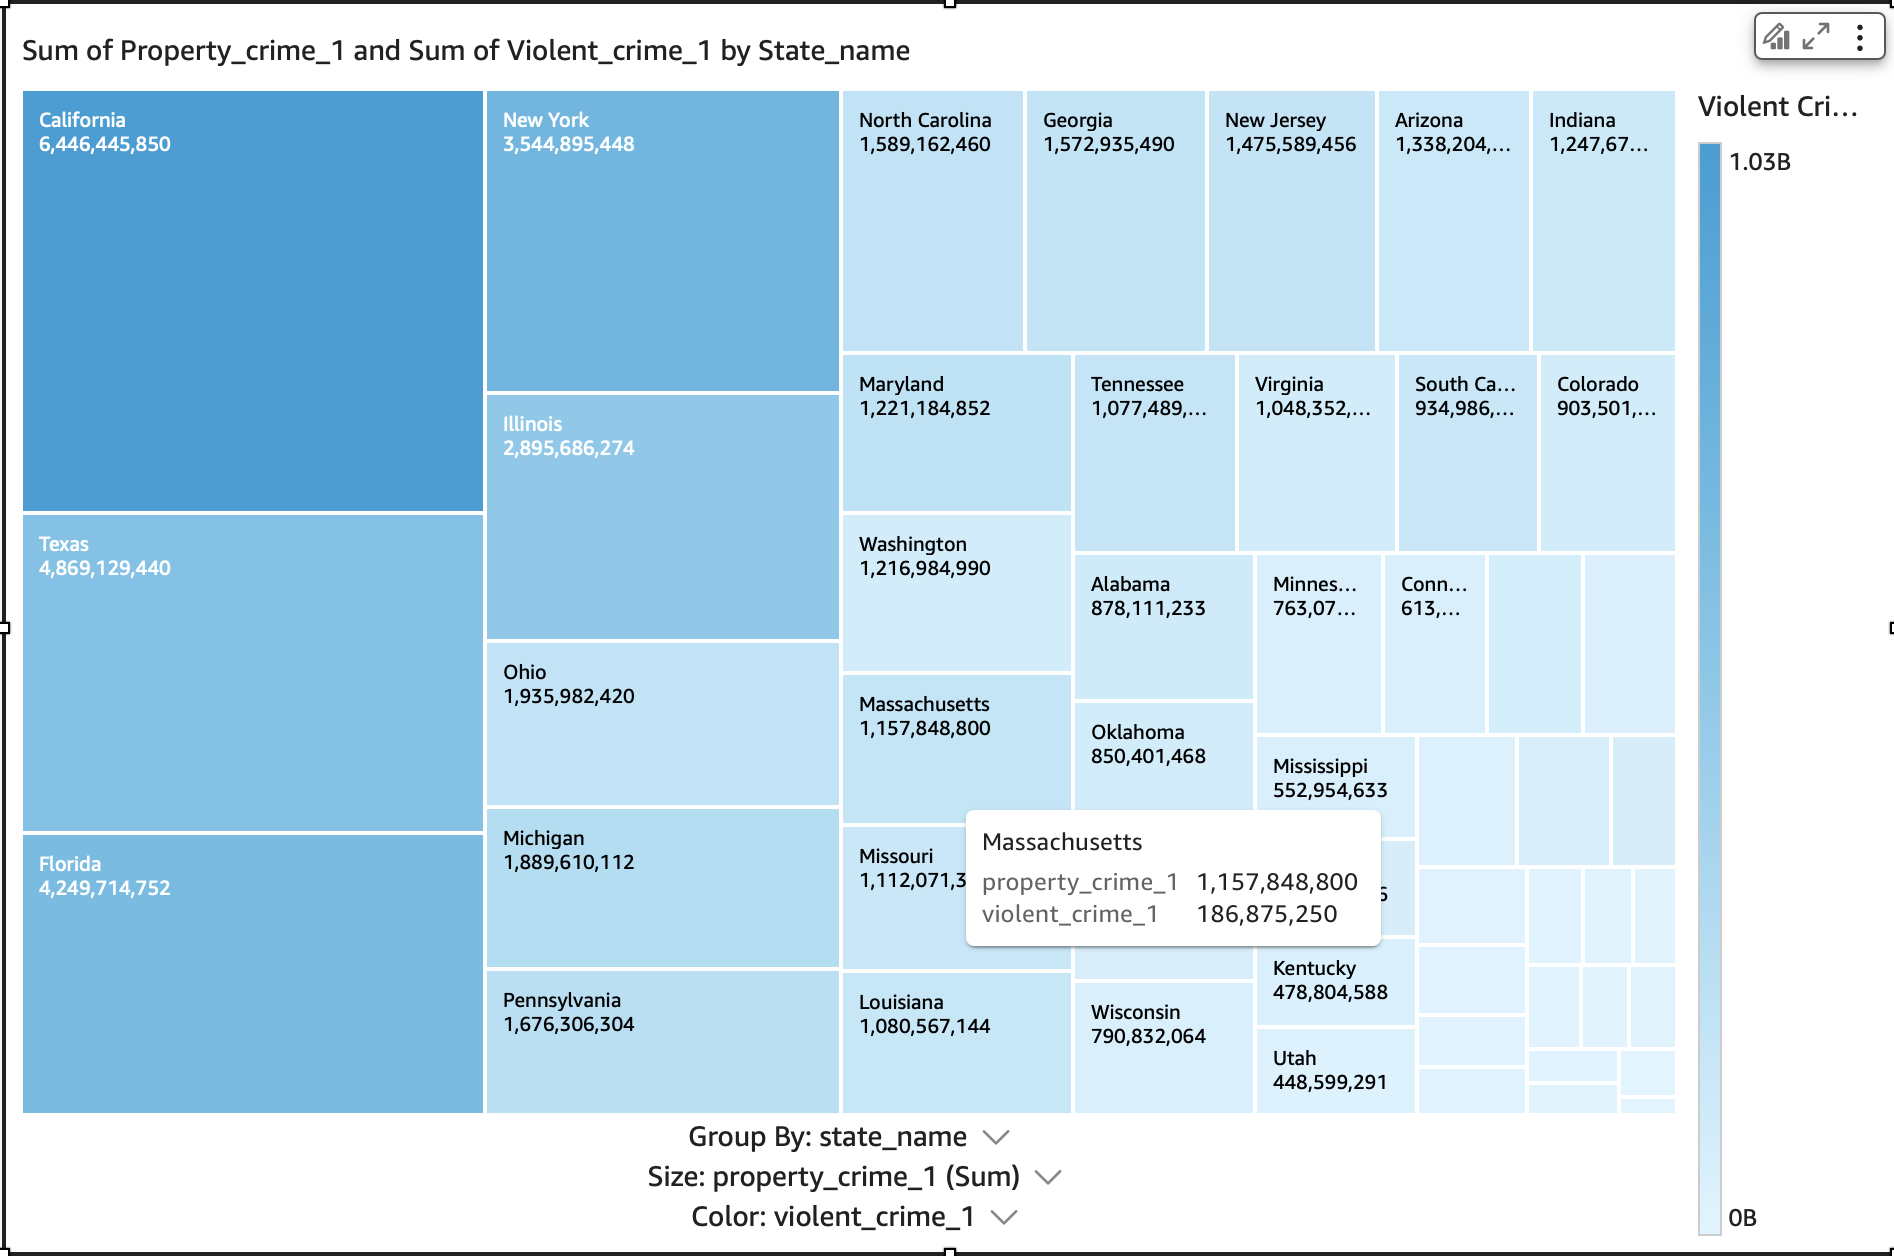 Sum of Property_crime_1 and Sum of Violent_crime_1 by State_name
California
6,446,445,850
Texas
4,869,129,440
Florida
4,249,714,752
New York
3,544,895,448
Illinois
2,895,686,274
Ohio
1,935,982,420
Michigan
1,889,610,112
Pennsylvania
1,676,306,304
North Carolina
1,589,162,460
Georgia
1,572,935,490
New Jersey
1,475,589,456
Arizona
1,338,204,...
Indiana
1,247,67...
Maryland
1,221,184,852
Washington
1,216,984,990
Massachusetts
1,157,848,800
Missouri
1,112,071,3
Louisiana
1,080,567,144
Tennessee
1,077,489,...
Virginia
1,048,352,...
South Ca...
934,986,...
Colorado
903,501,...
Alabama
878,111,233
Oklahoma
850,401,468
Wisconsin
790,832,064
Minnes...
763,07...
Conn...
613,...
Mississippi
552,954,633
Kentucky
478,804,588
Utah
448,599,291
Massachusetts
property_crime_1 1,157,848,800
violent_crime_1 186,875,250
Violent Cri...
1.03B
0B
Group By: state_name
Size: property_crime_1 (Sum)
Color: violent_crime_1